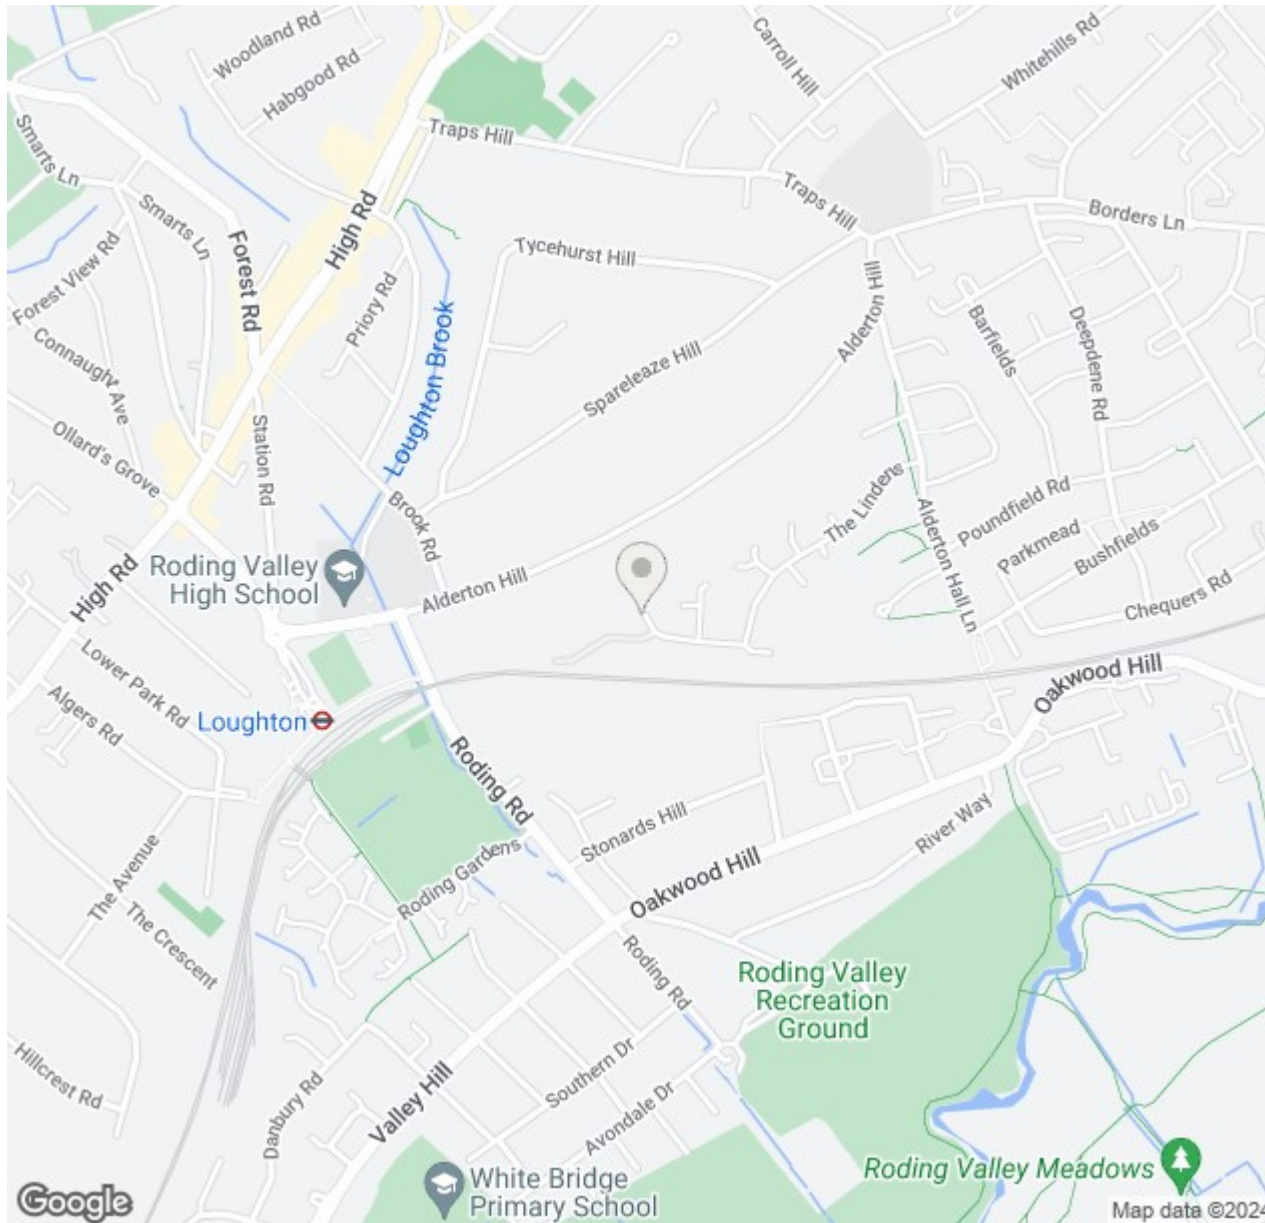 Woodland Rd
Habgood Rd
Carroll Hill
Whitehills Rd
Traps Hill
Smarts Ln
Traps Hill
Smarts Ln
High Rd
Borders Ln
Forest View Rd
Forest Rd
Tycehurst Hill
Priory Rd
Loughton Brook
Alderton Hill
Barfields
Deepdene Rd
Connaught Ave
Spareleaze Hill
Ollard's Grove
Station Rd
Brook Rd
The Lindens
Alderton Hall Ln
Poundfield Rd
Parkmead
Bushfields
High Rd
Roding Valley
High School
Alderton Hill
Chequers Rd
Lower Park Rd
Algers Rd
Loughton
Oakwood Hill
Roding Rd
Stonards Hill
River Way
The Avenue
Roding Gardens
Oakwood Hill
The Crescent
Roding Rd
Roding Valley
Recreation
Ground
Hillcrest Rd
Danbury Rd
Valley Hill
Southern Dr
Avondale Dr
White Bridge
Primary School
Roding Valley Meadows
Google
Map data ©2024